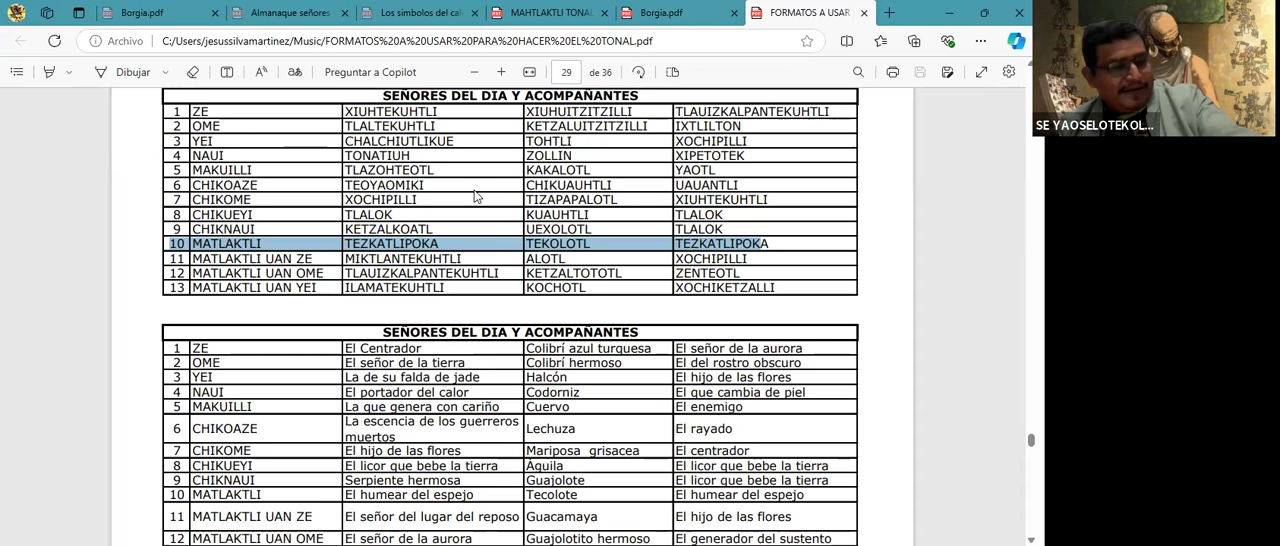 Borgia.pdf
Almanaque señores
Los simbolos del cal
MAHTLAKTLI TONAL
Borgia.pdf
FORMATOS A USAR
Archivo C:/Users/jesussilvamartinez/Music/FORMATOS%20A%20USAR%20PARA%20HACER%20EL%20TONAL.pdf
Dibujar Preguntar a Copilot 29 de 36
SE YAOSELOTEKOL...
SEÑORES DEL DIA Y ACOMPAÑANTES
1 ZE XIUHTEKUHTLI XIUHUITZITZILLI TLAUIZKALPANTEKUHTLI
2 OME TLALTEKUHTLI KETZALUITZITZILLI IXTLILTON
3 YEI CHALCHIUTLIKUE TOHTLI XOCHIPILLI
4 NAUI TONATIUH ZOLLIN XIPETOTEK
5 MAKUILLI TLAZOHTEOTL KAKALOTL YAOTL
6 CHIKOAZE TEOYAOMIKI CHIKUAUHTLI UAUANTLI
7 CHIKOME XOCHIPILLI TIZAPAPALOTL XIUHTEKUHTLI
8 CHIKUEYI TLALOK KUAUHTLI TLALOK
9 CHIKNAUI KETZALKOATL UEXOLOTL TLALOK
10 MATLAKTLI TEZKATLIPOKA TEKOLOTL TEZKATLIPOKA
11 MATLAKTLI UAN ZE MIKTLANTEKUHTLI ALOTL XOCHIPILLI
12 MATLAKTLI UAN OME TLAUIZKALPANTEKUHTLI KETZALTOTOTL ZENTEOTL
13 MATLAKTLI UAN YEI ILAMATEKUHTLI KOCHOTL XOCHIKETZALLI
SEÑORES DEL DIA Y ACOMPAÑANTES
1 ZE El Centrador Colibrí azul turquesa El señor de la aurora
2 OME El señor de la tierra Colibrí hermoso El del rostro obscuro
3 YEI La de su falda de jade Halcón El hijo de las flores
4 NAUI El portador del calor Codorniz El que cambia de piel
5 MAKUILLI La que genera con cariño Cuervo El enemigo
6 CHIKOAZE La escencia de los guerreros muertos Lechuza El rayado
7 CHIKOME El hijo de las flores Mariposa grisacea El centrador
8 CHIKUEYI El licor que bebe la tierra Águila El licor que bebe la tierra
9 CHIKNAUI Serpiente hermosa Guajolote El licor que bebe la tierra
10 MATLAKTLI El humear del espejo Tecolote El humear del espejo
11 MATLAKTLI UAN ZE El señor del lugar del reposo Guacamaya El hijo de las flores
12 MATLAKTLI UAN OME El señor de la aurora Guajolotito hermoso El generador del sustento